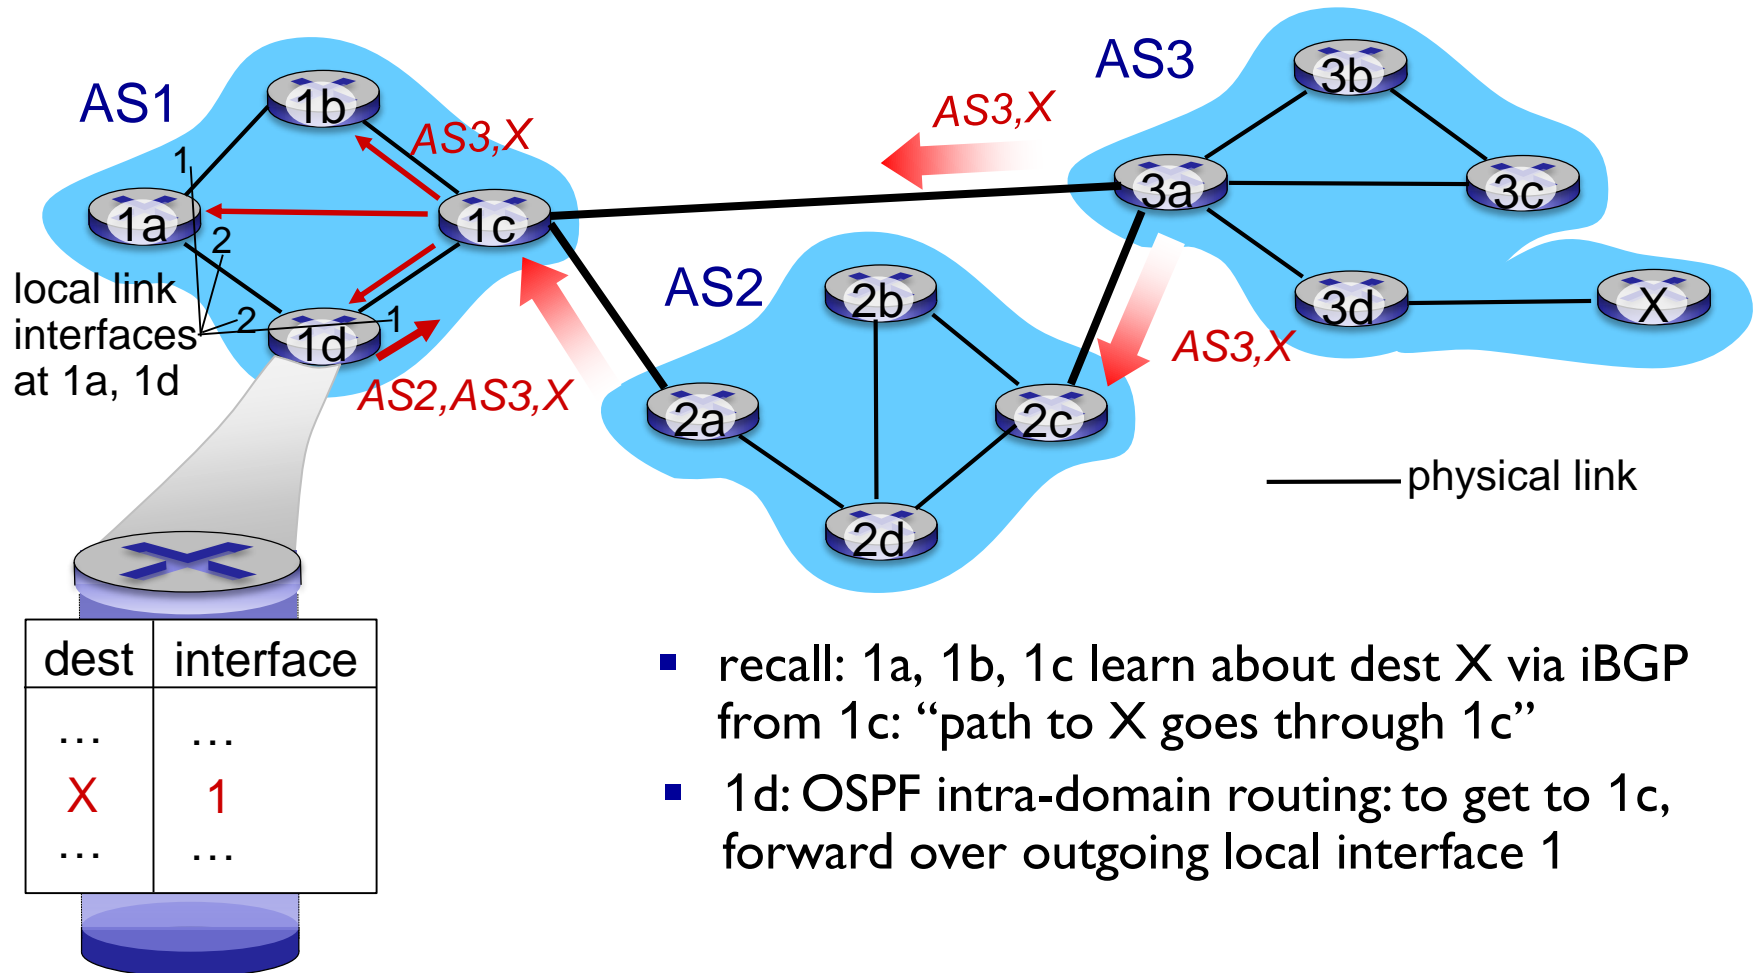 AS1
AS3
AS2
1b
1a
1c
1d
1
2
2
1
AS3,X
AS3,X
AS3,X
AS2,AS3,X
local link
interfaces
at 1a, 1d
3b
3a
3c
3d
X
2b
2a
2c
2d
physical link
dest interface
… …
X 1
… …
▪ recall: 1a, 1b, 1c learn about dest X via iBGP
from 1c: “path to X goes through 1c”
▪ 1d: OSPF intra-domain routing: to get to 1c,
forward over outgoing local interface 1